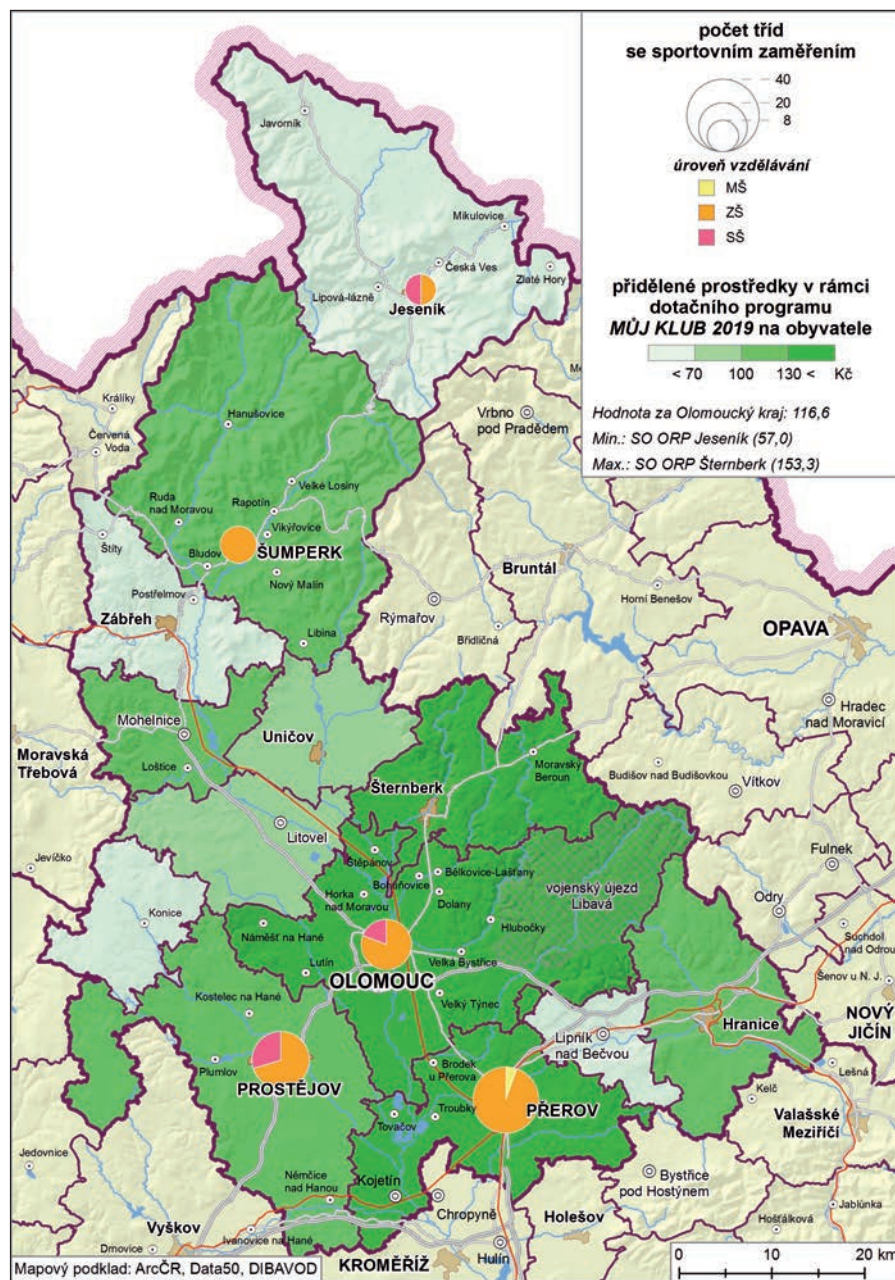 počet tříd
se sportovním zaměřením
40
20
8
úroveň vzdělávání
MŠ
ZŠ
SŠ
přidělené prostředky v rámci
dotačního programu
MŮJ KLUB 2019 na obyvatele
< 70 100 130 < Kč
Hodnota za Olomoucký kraj: 116,6
Min.: SO ORP Jeseník (57,0)
Max.: SO ORP Šternberk (153,3)
Javorník
Mikulovice
Česká Ves
Zlaté Hory
Lipová-lázně
Jeseník
Králíky
Hanušovice
Vrbno
pod Pradědem
Červená
Voda
Velké Losiny
Ruda
nad Moravou
Rapotín
Vikýřovice
Štíty
ŠUMPERK
Bludov
Bruntál
Nový Malín
Postřelmov
Horní Benešov
Rýmařov
Zábřeh
Břidličná
OPAVA
Libina
Hradec
nad Moravicí
Mohelnice
Uničov
Moravská
Třebová
Moravský
Beroun
Loštice
Budišov nad Budišovkou
Vítkov
Šternberk
Litovel
Štěpánov
Fulnek
Jevíčko
Bohuňovice
Bělkovice-Lašťany
Horka
nad Moravou
Dolany
vojenský újezd
Libavá
Odry
Konice
Náměšť na Hané
Hlubočky
Suchdol
nad Odrou
Lutín
OLOMOUC
Velká Bystřice
Šenov u N. J.
Kostelec na Hané
Velký Týnec
NOVÝ
JIČÍN
Hranice
Lipník
nad Bečvou
Plumlov
PROSTĚJOV
Brodek
u Přerova
Lešná
Kelč
Troubky
PŘEROV
Tovačov
Valašské
Meziříčí
Jedovnice
Němčice
nad Hanou
Kojetín
Bystřice
pod Hostýnem
Chropyně
Jablůnka
Vyškov
Holešov
Hošťálková
Drnovice
Ivanovice na Hané
KROMĚŘÍŽ
Hulín
0 10 20 km
Mapový podklad: ArcČR, Data50, DIBAVOD